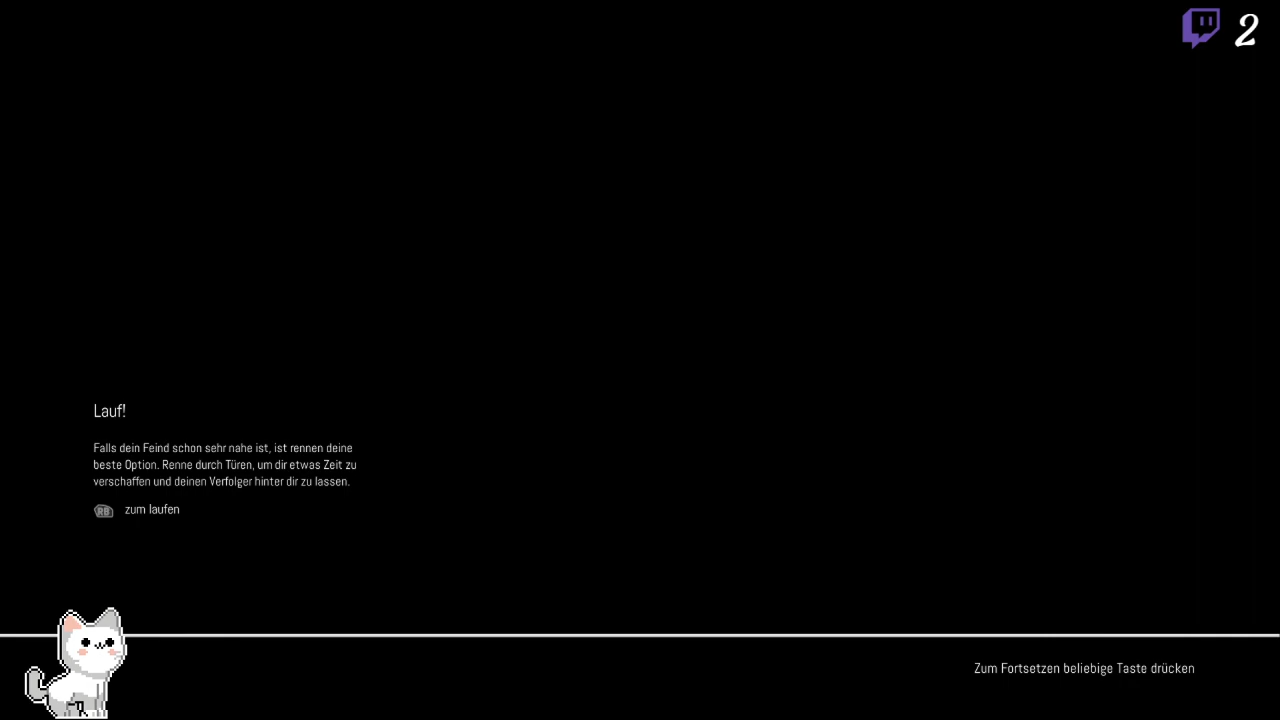 2
Lauf!
Falls dein Feind schon sehr nahe ist, ist rennen deine
beste Option. Renne durch Türen, um dir etwas Zeit zu
verschaffen und deinen Verfolger hinter dir zu lassen.
RB zum laufen
Zum Fortsetzen beliebige Taste drücken